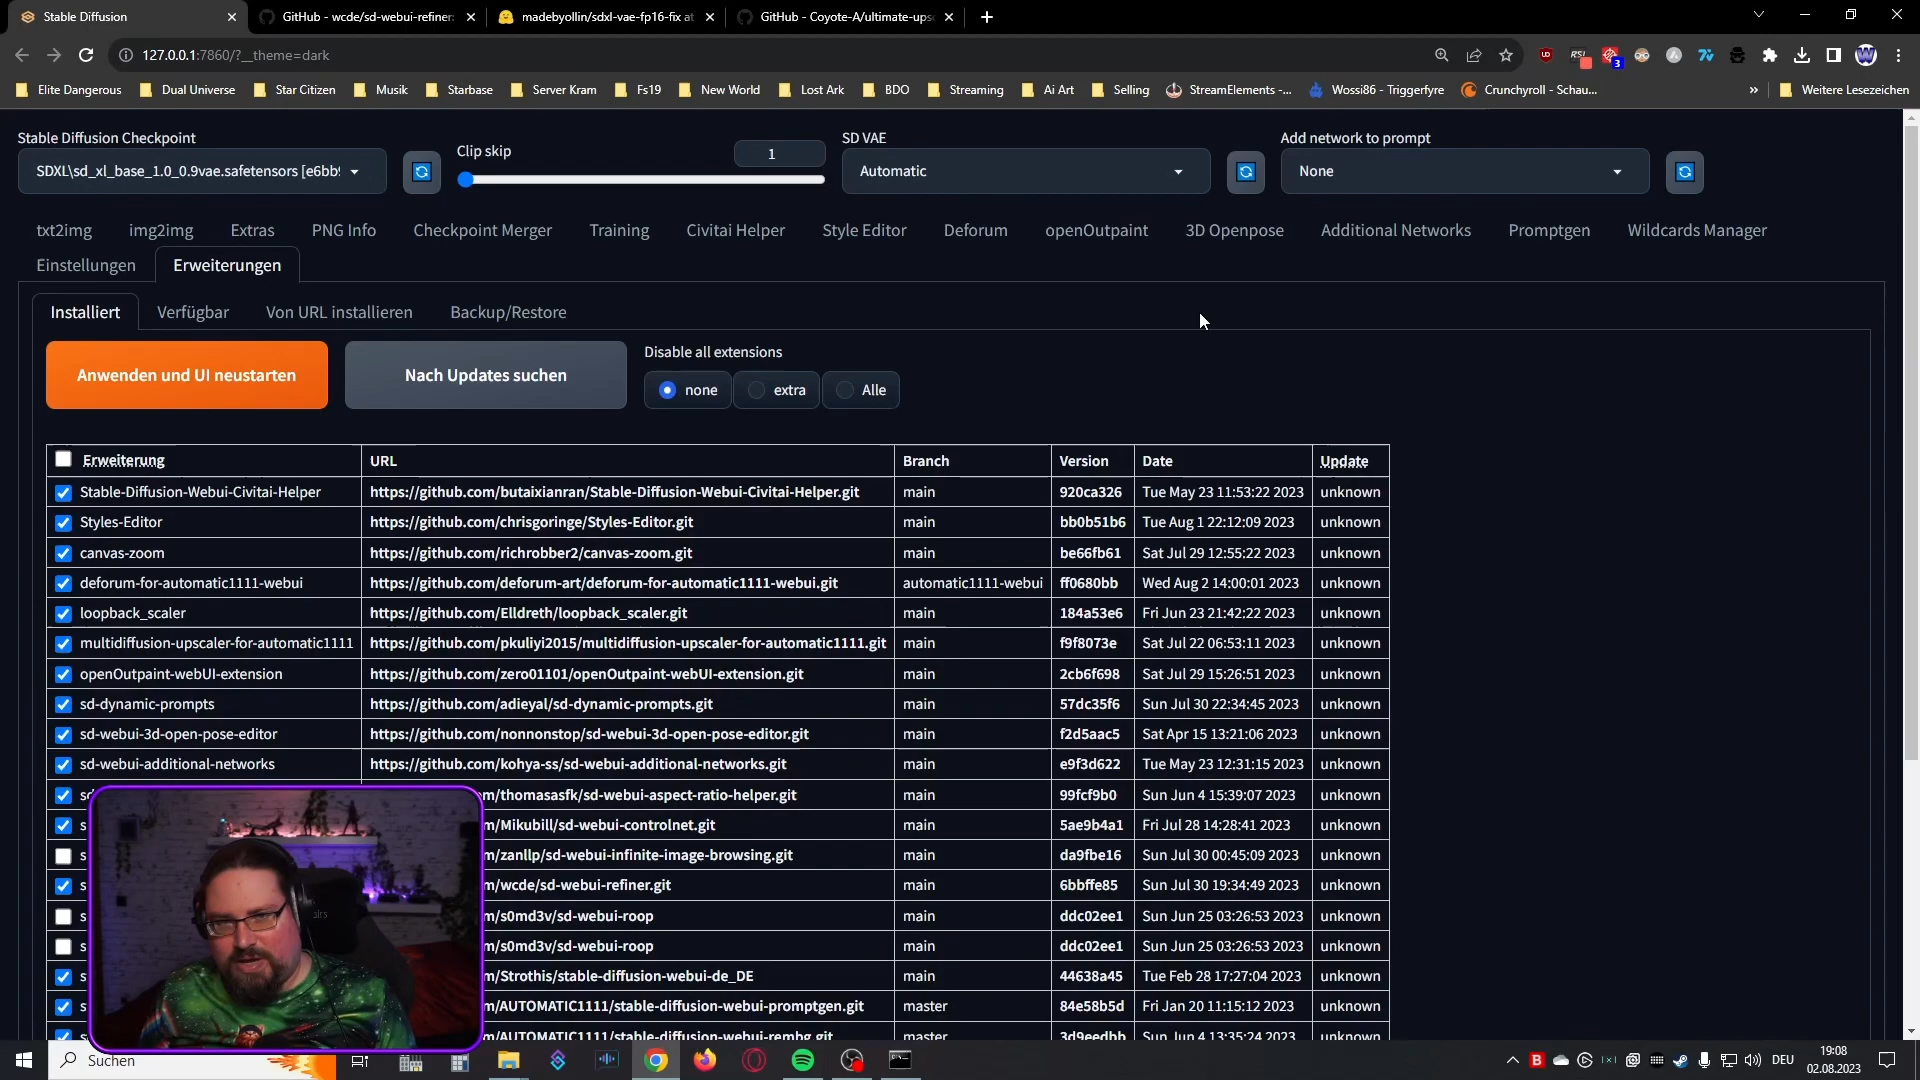 Stable Diffusion
GitHub - wcde/sd-webui-refiner:
madebyollin/sdxl-vae-fp16-fix at
GitHub - Coyote-A/ultimate-upsc
127.0.0.1:7860/?__theme=dark
3
Elite Dangerous
Dual Universe
Star Citizen
Musik
Starbase
Server Kram
Fs19
New World
Lost Ark
BDO
Streaming
Ai Art
Selling
StreamElements -...
Wossi86 - Triggerfyre
Crunchyroll - Schau...
»
Weitere Lesezeichen
Stable Diffusion Checkpoint
SDXL\sd_xl_base_1.0_0.9vae.safetensors [e6bb9
Clip skip
1
SD VAE
Automatic
Add network to prompt
None
txt2img
img2img
Extras
PNG Info
Checkpoint Merger
Training
Civitai Helper
Style Editor
Deforum
openOutpaint
3D Openpose
Additional Networks
Promptgen
Wildcards Manager
Einstellungen
Erweiterungen
Installiert
Verfügbar
Von URL installieren
Backup/Restore
Anwenden und UI neustarten
Nach Updates suchen
Disable all extensions
none
extra
Alle
Erweiterung URL Branch Version Date Update
Stable-Diffusion-Webui-Civitai-Helper https://github.com/butaixianran/Stable-Diffusion-Webui-Civitai-Helper.git main 920ca326 Tue May 23 11:53:22 2023 unknown
Styles-Editor https://github.com/chrisgoringe/Styles-Editor.git main bb0b51b6 Tue Aug 1 22:12:09 2023 unknown
canvas-zoom https://github.com/richrobber2/canvas-zoom.git main be66fb61 Sat Jul 29 12:55:22 2023 unknown
deforum-for-automatic1111-webui https://github.com/deforum-art/deforum-for-automatic1111-webui.git automatic1111-webui ff0680bb Wed Aug 2 14:00:01 2023 unknown
loopback_scaler https://github.com/Elldreth/loopback_scaler.git main 184a53e6 Fri Jun 23 21:42:22 2023 unknown
multidiffusion-upscaler-for-automatic1111 https://github.com/pkuliyi2015/multidiffusion-upscaler-for-automatic1111.git main f9f8073e Sat Jul 22 06:53:11 2023 unknown
openOutpaint-webUI-extension https://github.com/zero01101/openOutpaint-webUI-extension.git main 2cb6f698 Sat Jul 29 15:26:51 2023 unknown
sd-dynamic-prompts https://github.com/adieyal/sd-dynamic-prompts.git main 57dc35f6 Sun Jul 30 22:34:45 2023 unknown
sd-webui-3d-open-pose-editor https://github.com/nonnonstop/sd-webui-3d-open-pose-editor.git main f2d5aac5 Sat Apr 15 13:21:06 2023 unknown
sd-webui-additional-networks https://github.com/kohya-ss/sd-webui-additional-networks.git main e9f3d622 Tue May 23 12:31:15 2023 unknown
m/thomasasfk/sd-webui-aspect-ratio-helper.git main 99fcf9b0 Sun Jun 4 15:39:07 2023 unknown
m/Mikubill/sd-webui-controlnet.git main 5ae9b4a1 Fri Jul 28 14:28:41 2023 unknown
m/zanllp/sd-webui-infinite-image-browsing.git main da9fbe16 Sun Jul 30 00:45:09 2023 unknown
m/wcde/sd-webui-refiner.git main 6bbffe85 Sun Jul 30 19:34:49 2023 unknown
m/s0md3v/sd-webui-roop main ddc02ee1 Sun Jun 25 03:26:53 2023 unknown
m/s0md3v/sd-webui-roop main ddc02ee1 Sun Jun 25 03:26:53 2023 unknown
m/Strothis/stable-diffusion-webui-de_DE main 44638a45 Tue Feb 28 17:27:04 2023 unknown
m/AUTOMATIC1111/stable-diffusion-webui-promptgen.git master 84e58b5d Fri Jan 20 11:15:12 2023 unknown
m/AUTOMATIC1111/stable-diffusion-webui-rembg.git master 3d9eedbb Sun Jun 4 13:35:24 2023 unknown
Suchen
DEU
19:08
02.08.2023